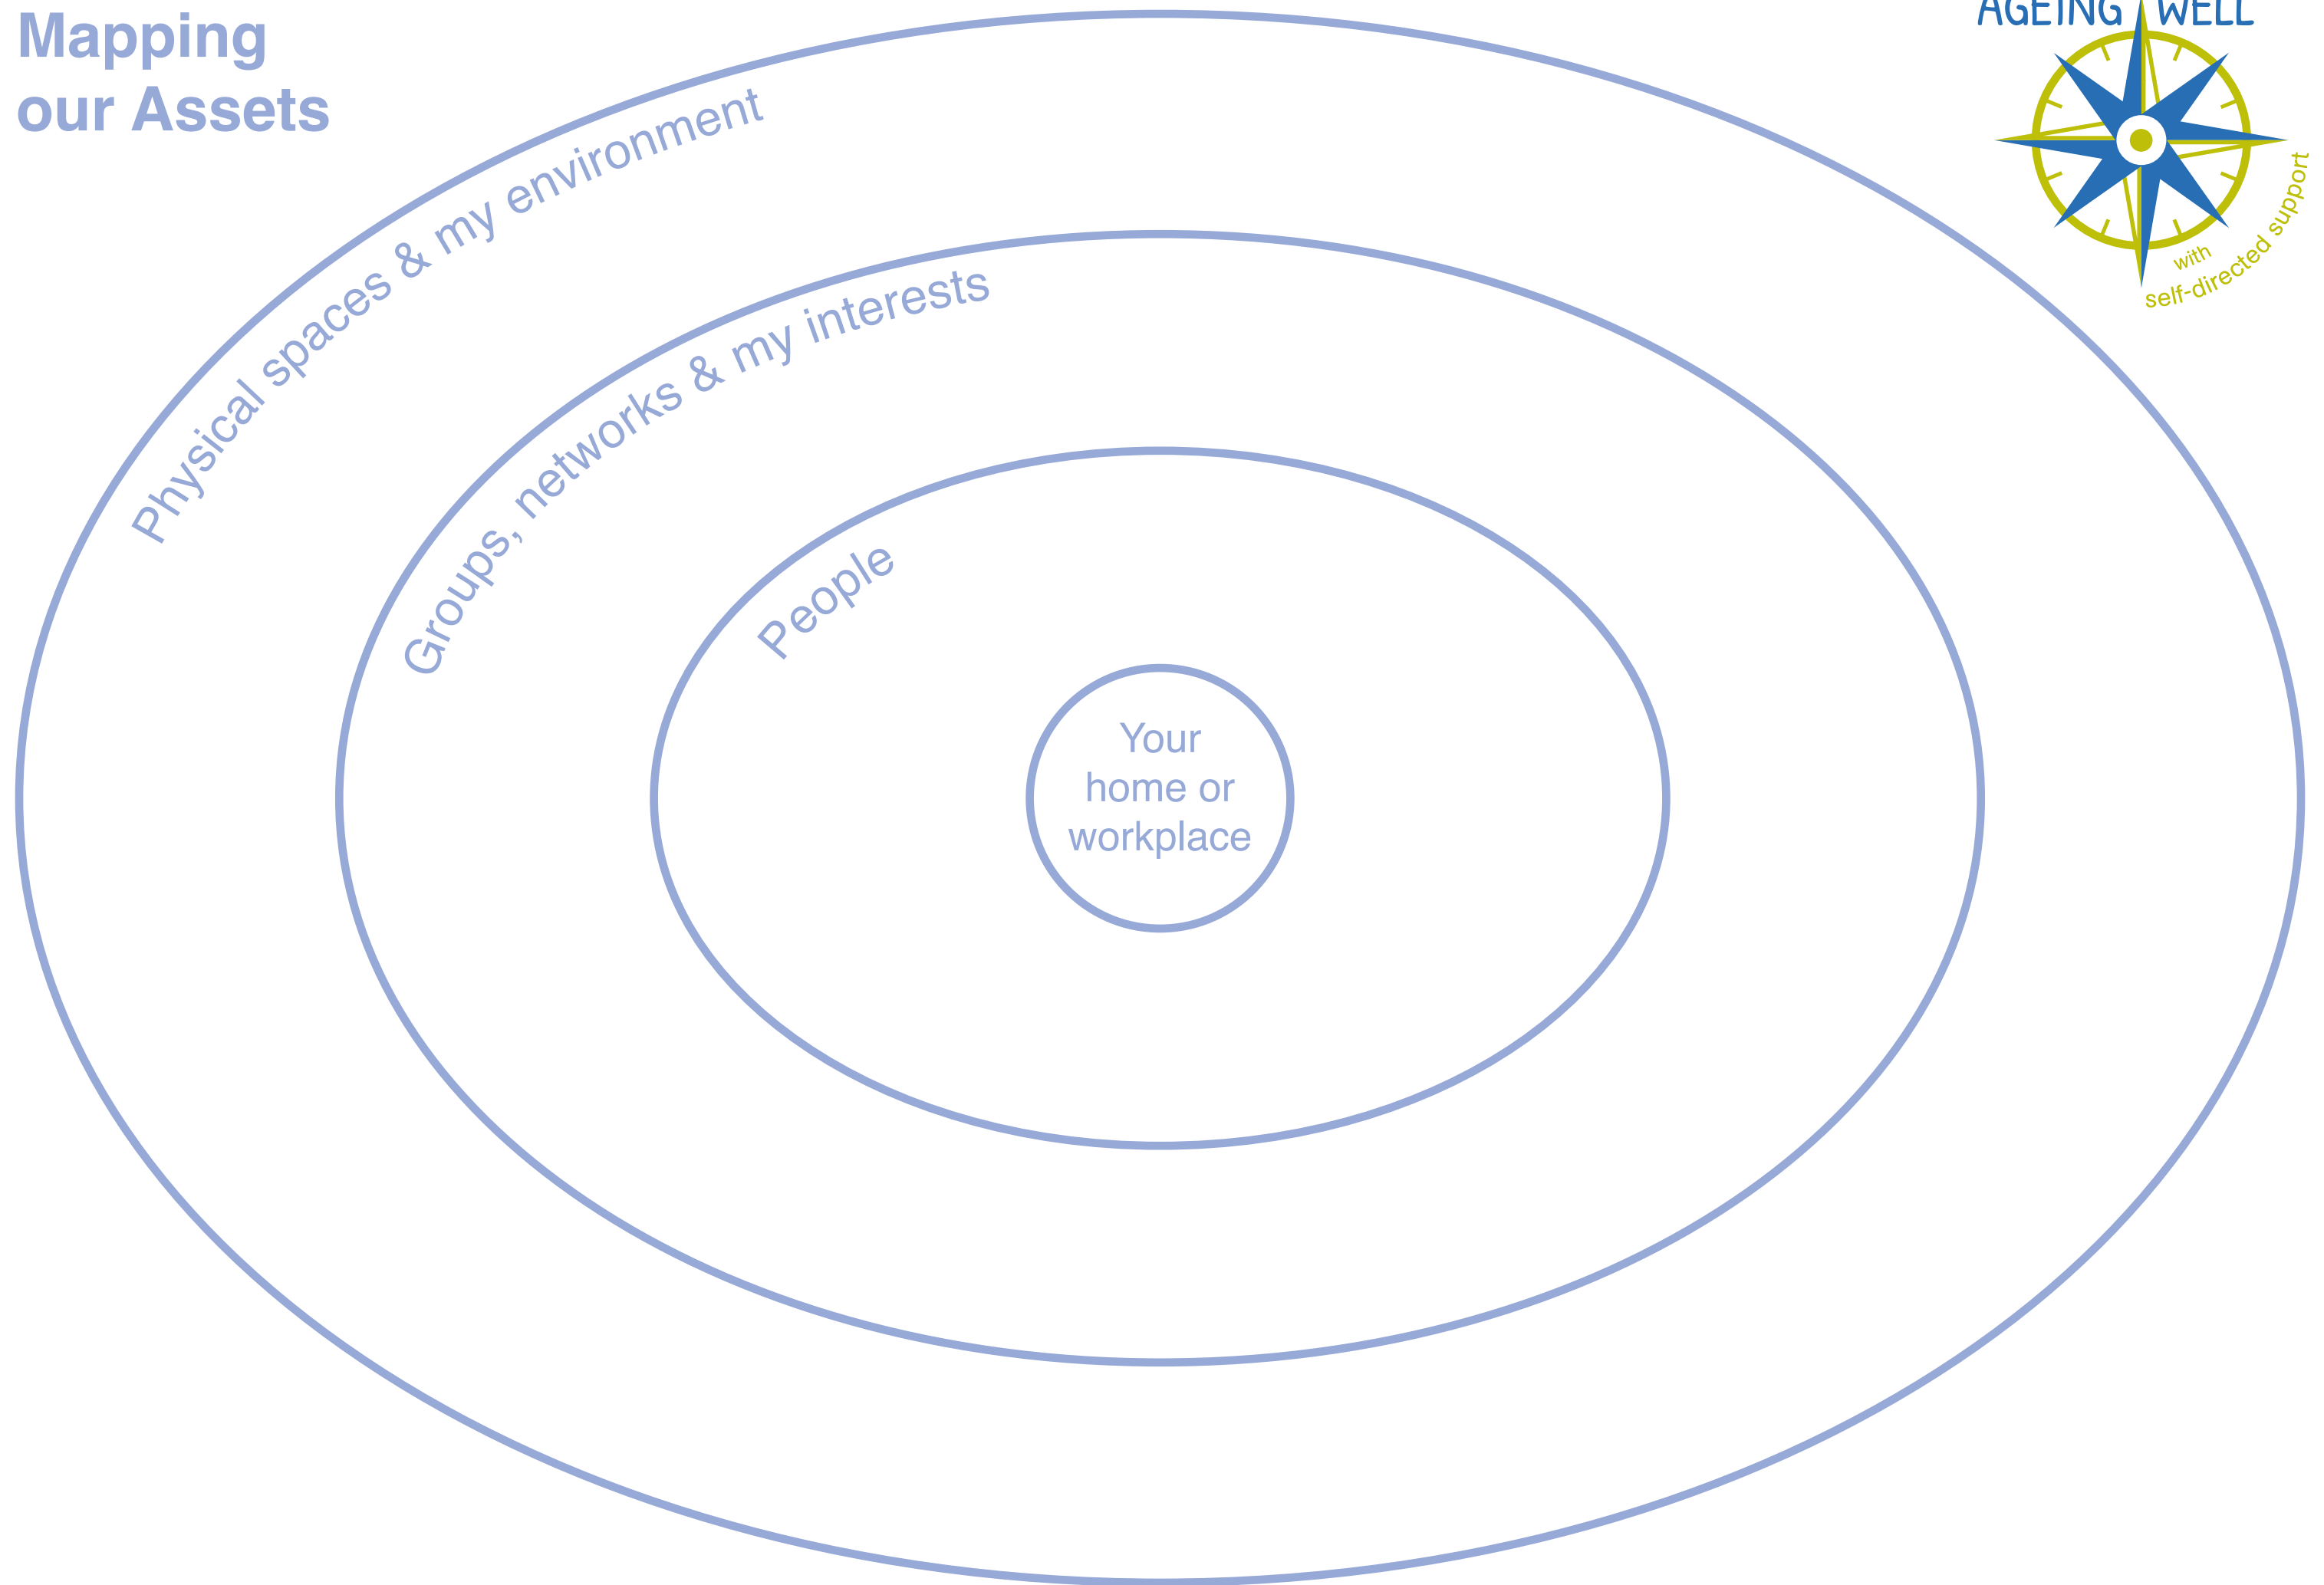 Mapping
our Assets
AGEING WELL
with
self-directed support
Physical spaces & my environment
Groups, networks & my interests
People
Your
home or
workplace